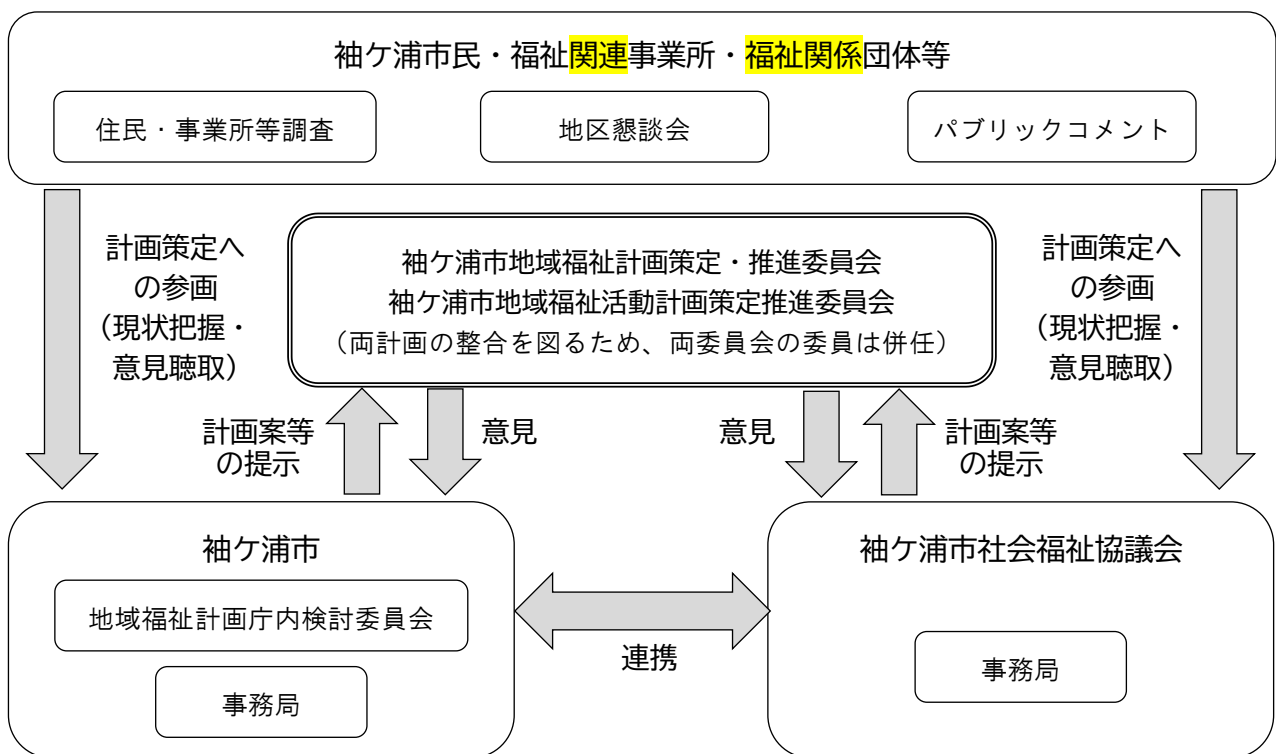 袖ケ浦市民・福祉関連事業所・福祉関係団体等
住民・事業所等調査
地区懇談会
パブリックコメント
計画策定へ
の参画
（現状把握・
意見聴取）
袖ケ浦市地域福祉計画策定・推進委員会
袖ケ浦市地域福祉活動計画策定推進委員会
（両計画の整合を図るため、両委員会の委員は併任）
計画策定へ
の参画
（現状把握・
意見聴取）
計画案等
の提示
意見
意見
計画案等
の提示
袖ケ浦市
地域福祉計画庁内検討委員会
事務局
連携
袖ケ浦市社会福祉協議会
事務局